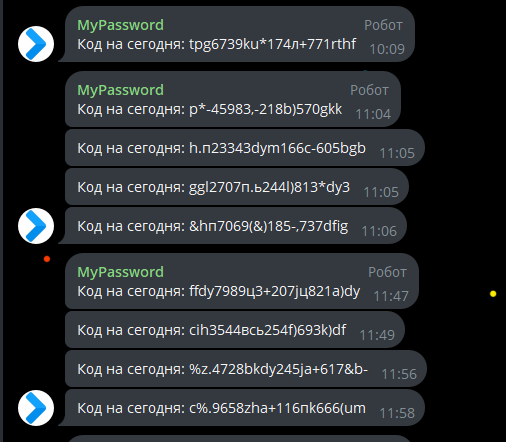 MyPassword Робот
Код на сегодня: tpg6739ku*174л+771rthf 10:09
MyPassword Робот
Код на сегодня: p*-45983,-218b)570gkk 11:04
Код на сегодня: h.п23343dym166c-605bgb 11:05
Код на сегодня: ggl2707п.ь244l)813*dy3 11:05
Код на сегодня: &hп7069(&)185-,737dfig 11:06
MyPassword Робот
Код на сегодня: ffdy7989ц3+207јц821a)dy 11:47
Код на сегодня: cih3544всь254f)693k)df 11:49
Код на сегодня: %z.4728bkdy245ja+617&b- 11:56
Код на сегодня: c%.9658zha+116пk666(um 11:58